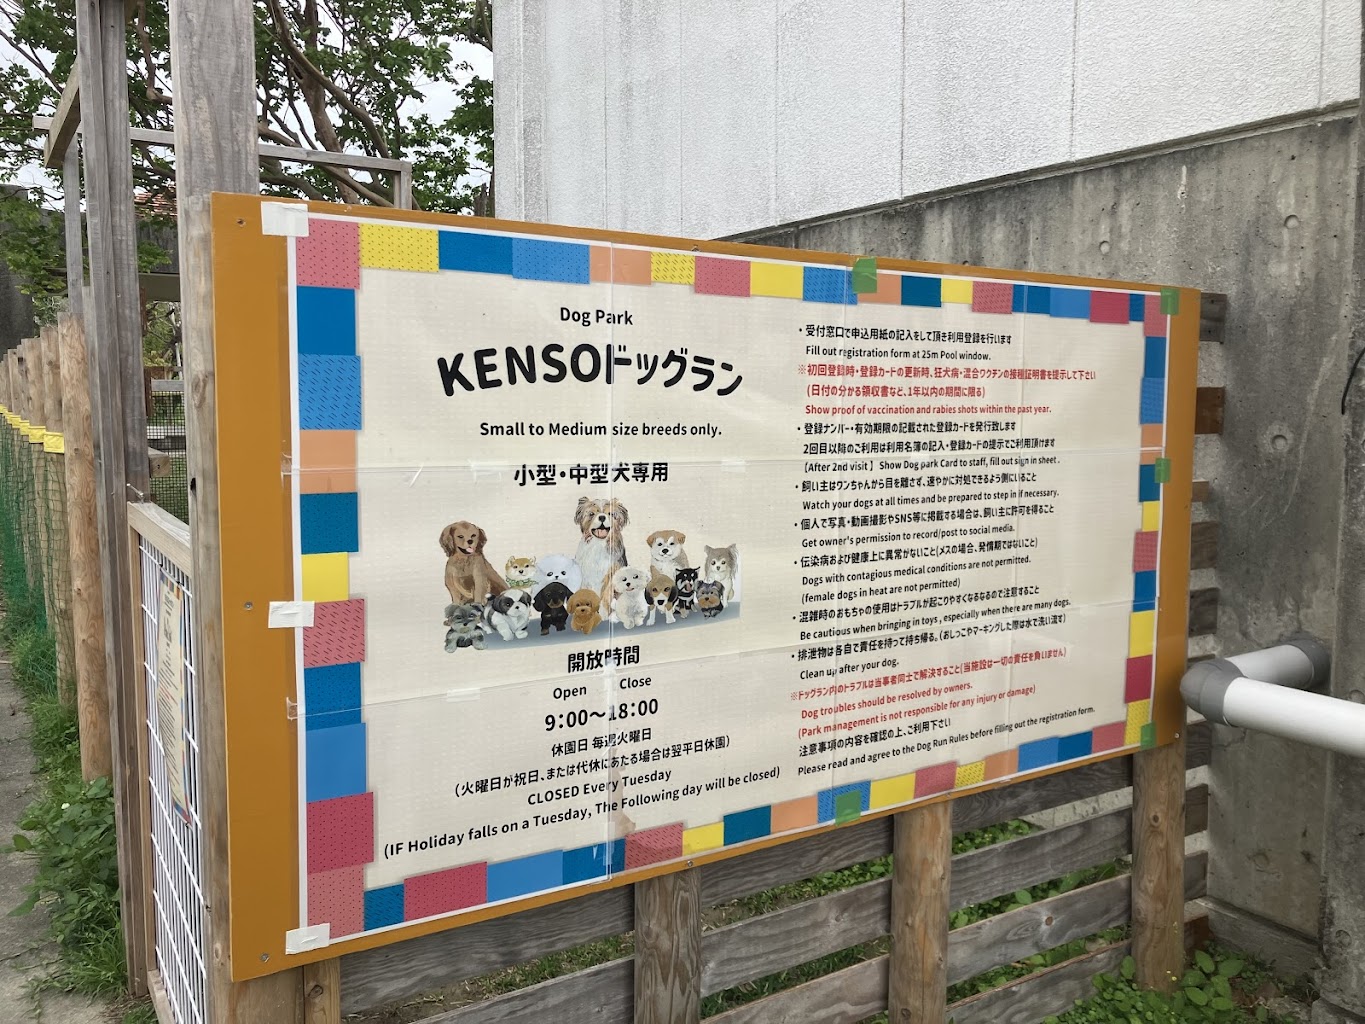 Dog Park
KENSOドッグラン
Small to Medium size breeds only.
小型・中型犬専用
開放時間
Open Close
9:00～18:00
休園日 毎週火曜日
（火曜日が祝日、または代休にあたる場合は翌平日休園）
CLOSED Every Tuesday
(IF Holiday falls on a Tuesday, The Following day will be closed)
・受付窓口で申込用紙の記入をして頂き利用登録を行います
Fill out registration form at 25m Pool window.
※初回登録時・登録カードの更新時、狂犬病・混合ワクチンの接種証明書を提示して下さい
(日付の分かる領収書など、1年以内の期間に限る)
Show proof of vaccination and rabies shots within the past year.
・登録ナンバー・有効期限の記載された登録カードを発行致します
2回目以降のご利用は利用名簿の記入・登録カードの提示でご利用頂けます
【After 2nd visit】 Show Dog park Card to staff, fill out sign in sheet .
・飼い主はワンちゃんから目を離さず、速やかに対処できるよう側にいること
Watch your dogs at all times and be prepared to step in if necessary.
・個人で写真・動画撮影やSNS等に掲載する場合は、飼い主に許可を得ること
Get owner's permission to record/post to social media.
・伝染病および健康上に異常がないこと(メスの場合、発情期ではないこと)
Dogs with contagious medical conditions are not permitted.
(female dogs in heat are not permitted)
・混雑時のおもちゃの使用はトラブルが起こりやすくなるなるので注意すること
Be cautious when bringing in toys , especially when there are many dogs.
・排泄物は各自で責任を持って持ち帰る。(おしっこやマーキングした際は水で洗い流す)
Clean up after your dog.
※ドッグラン内のトラブルは当事者同士で解決すること(当施設は一切の責任を負いません)
Dog troubles should be resolved by owners.
(Park management is not responsible for any injury or damage)
注意事項の内容を確認の上、ご利用下さい
Please read and agree to the Dog Run Rules before filling out the registration form.